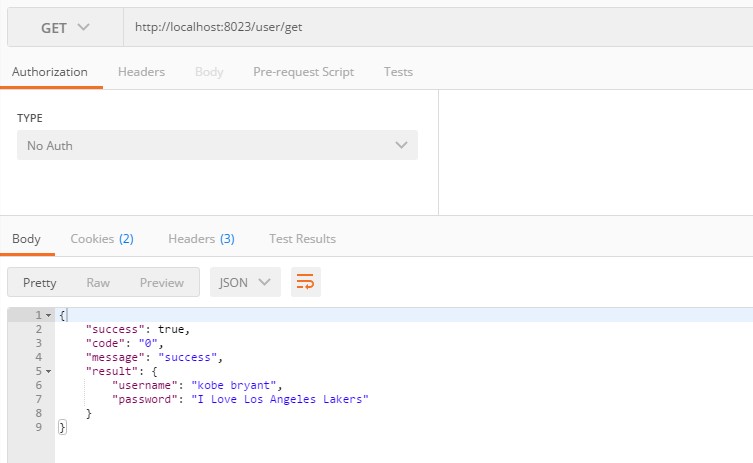 GET http://localhost:8023/user/get
Authorization Headers Body Pre-request Script Tests
TYPE
No Auth
Body Cookies (2) Headers (3) Test Results
Pretty Raw Preview JSON
1 {
2 "success": true,
3 "code": "0",
4 "message": "success",
5 "result": {
6 "username": "kobe bryant",
7 "password": "I Love Los Angeles Lakers"
8 }
9 }